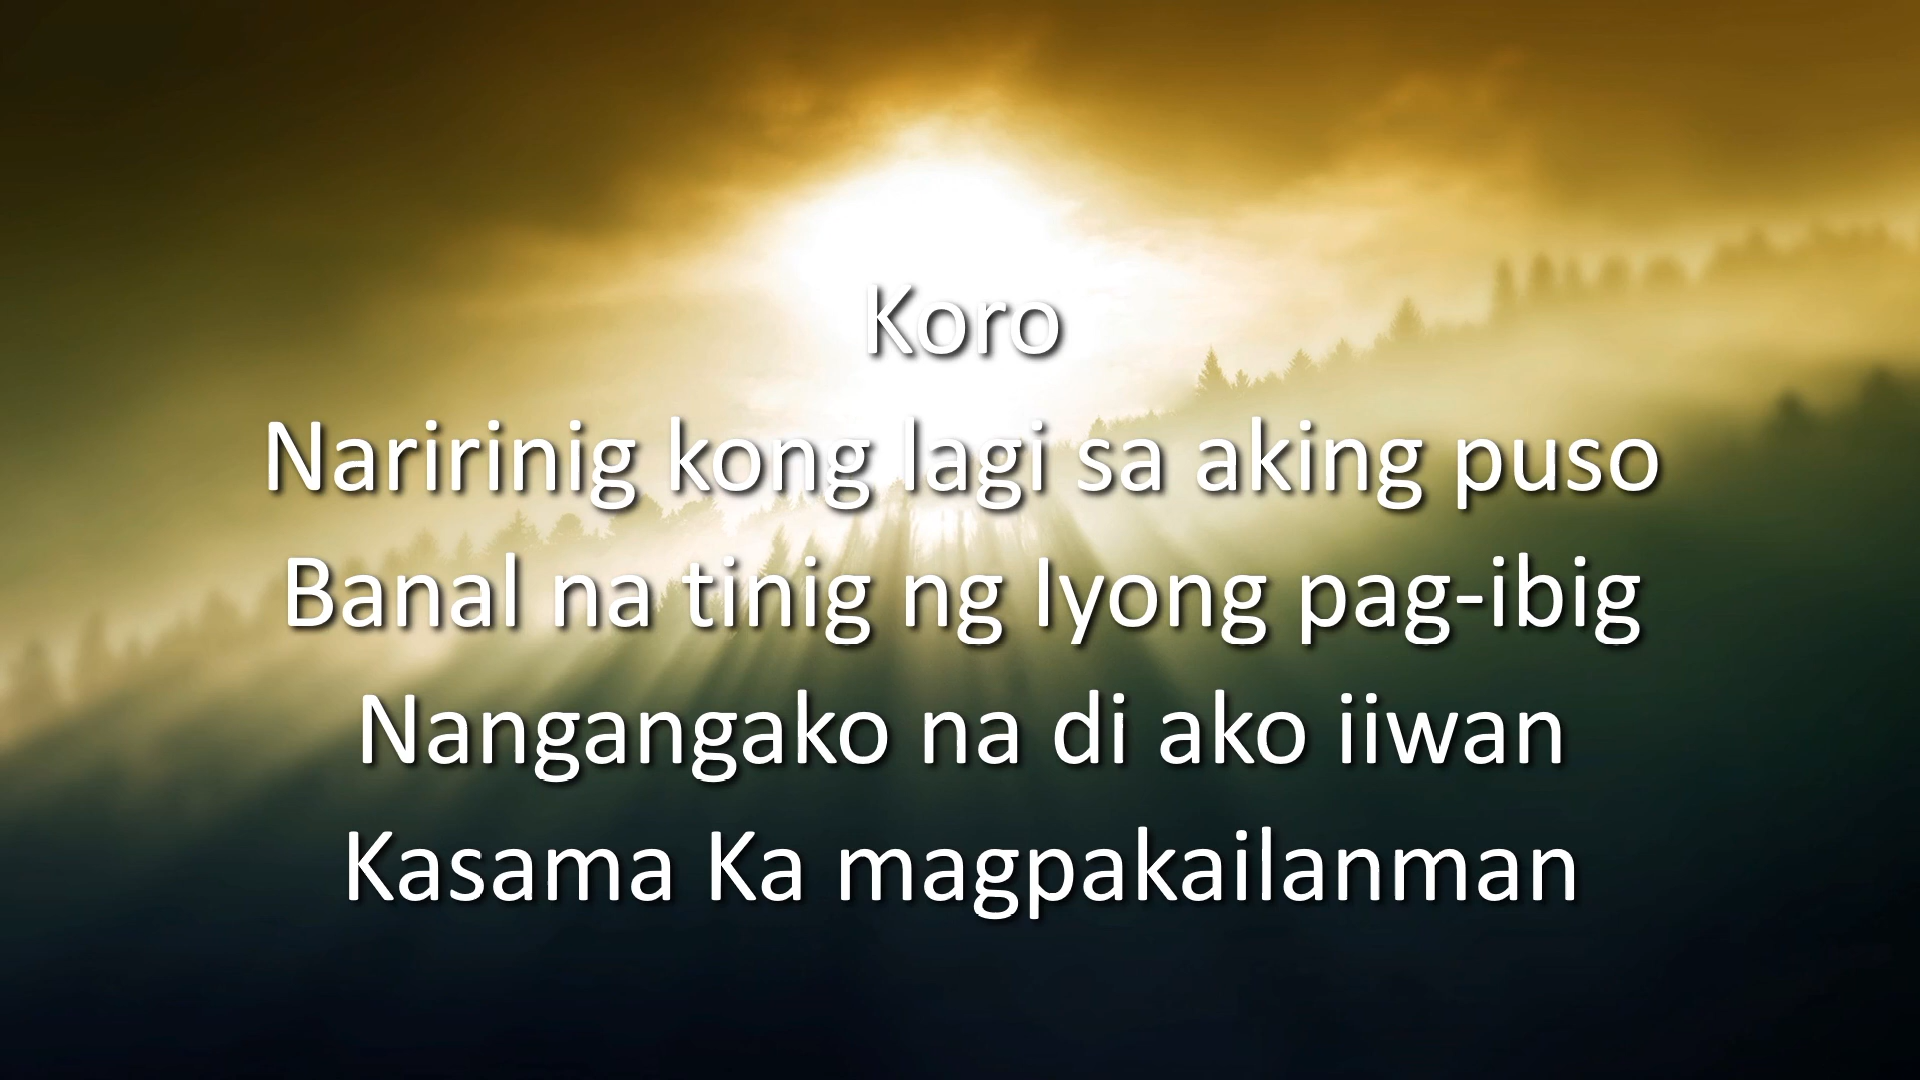 Koro
Naririnig kong lagi sa aking puso
Banal na tinig ng Iyong pag-ibig
Nangangako na di ako iiwan
Kasama Ka magpakailanman